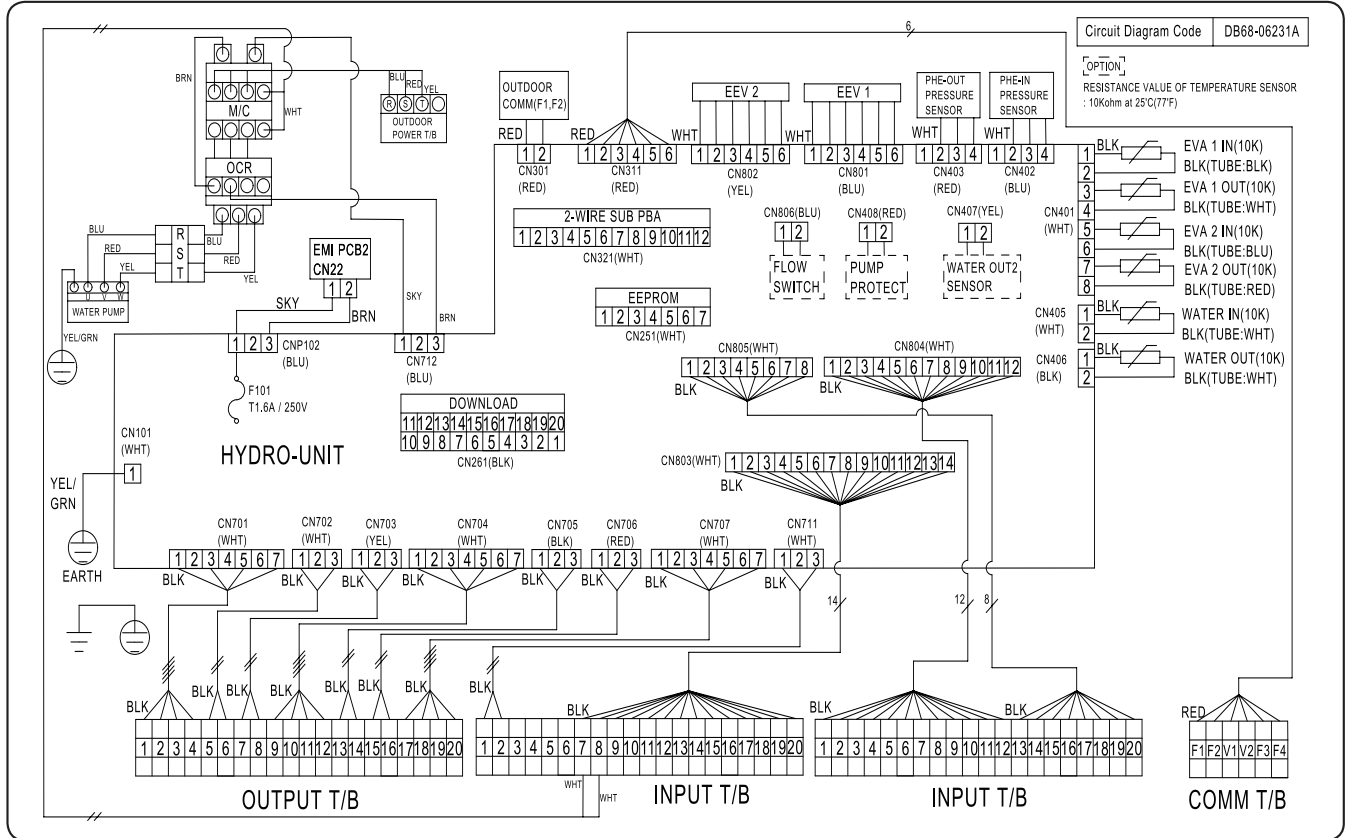 Circuit Diagram Code DB68-06231A
OPTION
RESISTANCE VALUE OF TEMPERATURE SENSOR
: 10Kohm at 25'C(77'F)
6
BRN
M/C
WHT
OCR
BLU
RED
YEL
R S T
OUTDOOR
POWER T/B
BLU
RED
YEL
R
S
T
BLU
RED
YEL
U V W
WATER PUMP
YEL/GRN
EMI PCB2
CN22
1 2
SKY
BRN
SKY
BRN
1 2 3
CNP102
(BLU)
1 2 3
CN712
(BLU)
F101
T1.6A / 250V
HYDRO-UNIT
CN101
(WHT)
1
YEL/
GRN
EARTH
OUTDOOR
COMM(F1,F2)
RED
1 2
CN301
(RED)
RED
1 2 3 4 5 6
CN311
(RED)
EEV 2
WHT
1 2 3 4 5 6
CN802
(YEL)
EEV 1
WHT
1 2 3 4 5 6
CN801
(BLU)
PHE-OUT
PRESSURE
SENSOR
WHT
1 2 3 4
CN403
(RED)
PHE-IN
PRESSURE
SENSOR
WHT
1 2 3 4
CN402
(BLU)
2-WIRE SUB PBA
1 2 3 4 5 6 7 8 9 10 11 12
CN321(WHT)
EEPROM
1 2 3 4 5 6 7
CN251(WHT)
CN806(BLU)
1 2
FLOW
SWITCH
CN408(RED)
1 2
PUMP
PROTECT
CN407(YEL)
1 2
WATER OUT2
SENSOR
CN401
(WHT)
1
2
3
4
5
6
7
8
BLK
EVA 1 IN(10K)
BLK(TUBE:BLK)
EVA 1 OUT(10K)
BLK(TUBE:WHT)
EVA 2 IN(10K)
BLK(TUBE:BLU)
EVA 2 OUT(10K)
BLK(TUBE:RED)
CN405
(WHT)
1
2
BLK
WATER IN(10K)
BLK(TUBE:WHT)
CN406
(BLK)
1
2
BLK
WATER OUT(10K)
BLK(TUBE:WHT)
DOWNLOAD
11 12 13 14 15 16 17 18 19 20
10 9 8 7 6 5 4 3 2 1
CN261(BLK)
CN805(WHT)
1 2 3 4 5 6 7 8
BLK
CN804(WHT)
1 2 3 4 5 6 7 8 9 10 11 12
BLK
CN803(WHT) 1 2 3 4 5 6 7 8 9 10 11 12 13 14
BLK
CN701
(WHT)
1 2 3 4 5 6 7
BLK
CN702
(WHT)
1 2 3
BLK
CN703
(YEL)
1 2 3
BLK
CN704
(WHT)
1 2 3 4 5 6 7
BLK
CN705
(BLK)
1 2 3
BLK
CN706
(RED)
1 2 3
BLK
CN707
(WHT)
1 2 3 4 5 6 7
BLK
CN711
(WHT)
1 2 3
BLK
14
12
8
BLK BLK BLK BLK BLK BLK BLK
1 2 3 4 5 6 7 8 9 10 11 12 13 14 15 16 17 18 19 20
OUTPUT T/B
BLK
BLK
1 2 3 4 5 6 7 8 9 10 11 12 13 14 15 16 17 18 19 20
WHT
WHT
INPUT T/B
BLK
BLK
1 2 3 4 5 6 7 8 9 10 11 12 13 14 15 16 17 18 19 20
INPUT T/B
RED
F1 F2 V1 V2 F3 F4
COMM T/B